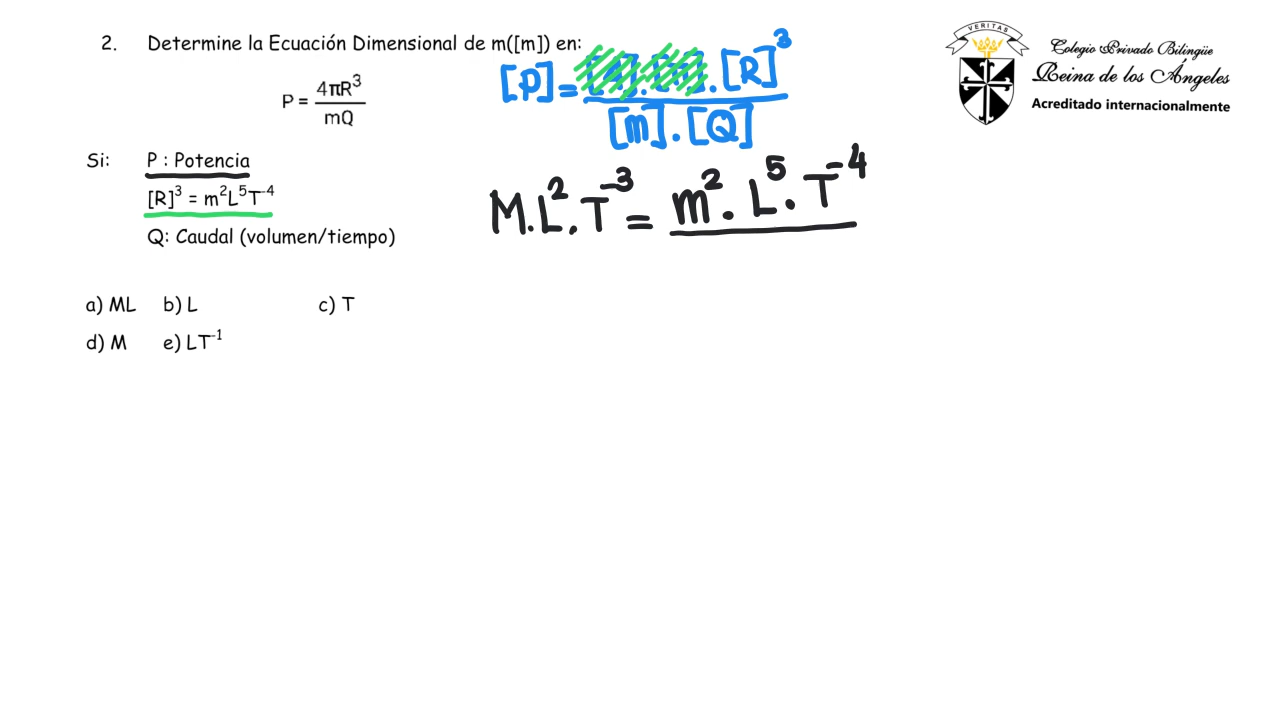 2. Determine la Ecuación Dimensional de m([m]) en:
P = 4πR³ / mQ
Si: P : Potencia
[R]³ = m²L⁵T⁻⁴
Q: Caudal (volumen/tiempo)
a) ML b) L c) T
d) M e) LT⁻¹
[P] = . . [R]³ / [m] . [Q]
M.L².T⁻³ = m² . L⁵ . T⁻⁴
VERITAS
Colegio Privado Bilingüe
Reina de los Ángeles
Acreditado internacionalmente